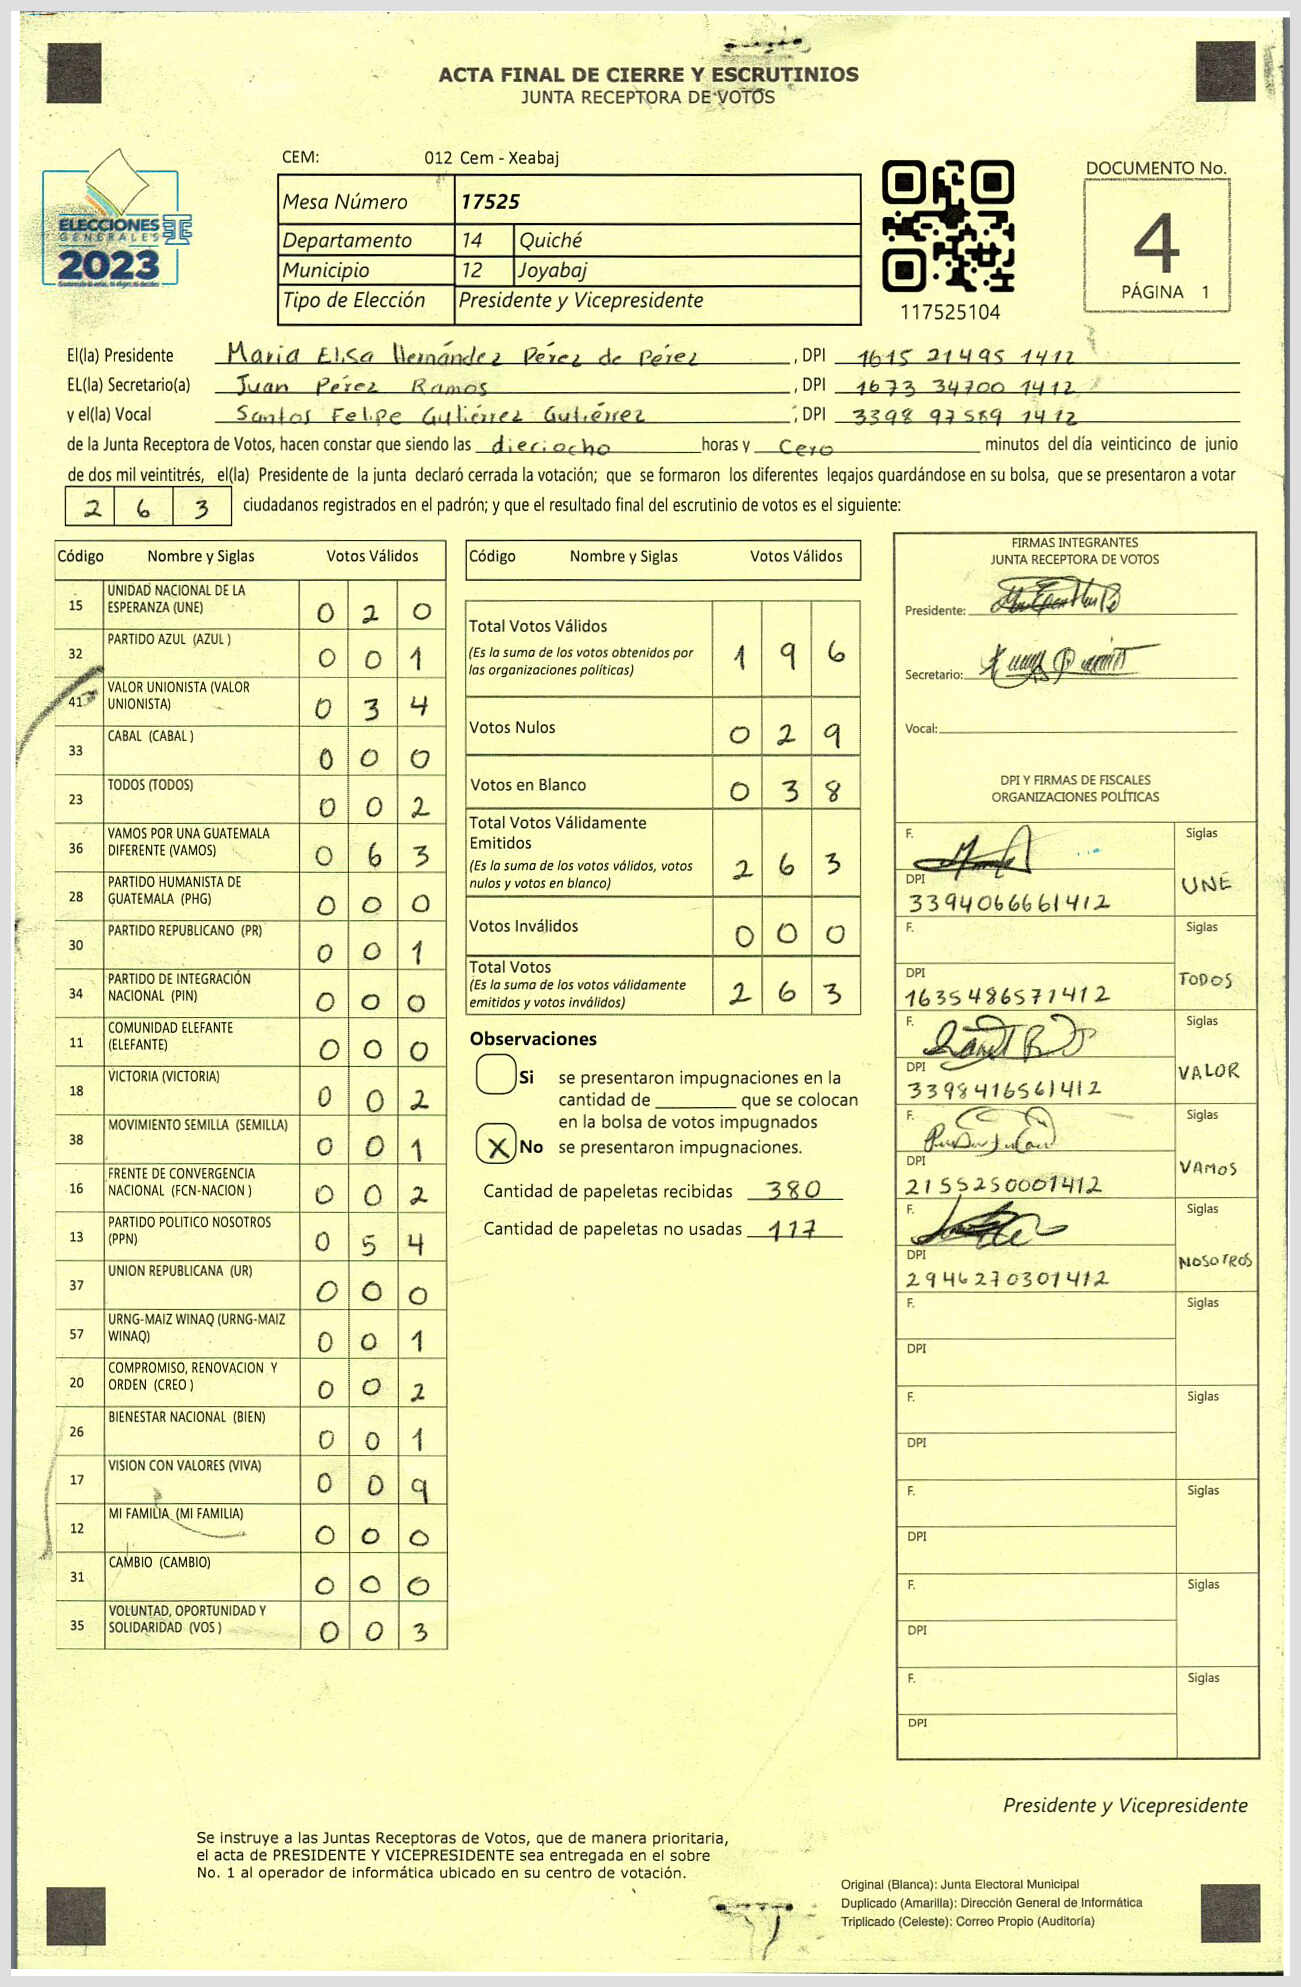 ACTA FINAL DE CIERRE Y ESCRUTINIOS
JUNTA RECEPTORA DE VOTOS
CEM: 012 Cem - Xeabaj
DOCUMENTO No.
4
PÁGINA 1
ELECCIONES
GENERALES
2023
Mesa Número 17525
Departamento 14 Quiché
Municipio 12 Joyabaj
Tipo de Elección Presidente y Vicepresidente
117525104
El(la) Presidente Maria Elisa Hernández Pérez de Pérez, DPI 1615 21495 1412
EL(la) Secretario(a) Juan Pérez Ramos, DPI 1673 34700 1412
y el(la) Vocal Santos Felipe Gutiérrez Gutiérrez, DPI 3398 97589 1412
de la Junta Receptora de Votos, hacen constar que siendo las dieciocho horas y Cero minutos del día veinticinco de junio
de dos mil veintitrés, el(la) Presidente de la junta declaró cerrada la votación; que se formaron los diferentes legajos guardándose en su bolsa, que se presentaron a votar
2 6 3 ciudadanos registrados en el padrón; y que el resultado final del escrutinio de votos es el siguiente:
Código Nombre y Siglas Votos Válidos
15 UNIDAD NACIONAL DE LA ESPERANZA (UNE) 0 2 0
32 PARTIDO AZUL (AZUL ) 0 0 1
41 VALOR UNIONISTA (VALOR UNIONISTA) 0 3 4
33 CABAL (CABAL ) 0 0 0
23 TODOS (TODOS) 0 0 2
36 VAMOS POR UNA GUATEMALA DIFERENTE (VAMOS) 0 6 3
28 PARTIDO HUMANISTA DE GUATEMALA (PHG) 0 0 0
30 PARTIDO REPUBLICANO (PR) 0 0 1
34 PARTIDO DE INTEGRACIÓN NACIONAL (PIN) 0 0 0
11 COMUNIDAD ELEFANTE (ELEFANTE) 0 0 0
18 VICTORIA (VICTORIA) 0 0 2
38 MOVIMIENTO SEMILLA (SEMILLA) 0 0 1
16 FRENTE DE CONVERGENCIA NACIONAL (FCN-NACION ) 0 0 2
13 PARTIDO POLITICO NOSOTROS (PPN) 0 5 4
37 UNION REPUBLICANA (UR) 0 0 0
57 URNG-MAIZ WINAQ (URNG-MAIZ WINAQ) 0 0 1
20 COMPROMISO, RENOVACION Y ORDEN (CREO ) 0 0 2
26 BIENESTAR NACIONAL (BIEN) 0 0 1
17 VISION CON VALORES (VIVA) 0 0 9
12 MI FAMILIA (MI FAMILIA) 0 0 0
31 CAMBIO (CAMBIO) 0 0 0
35 VOLUNTAD, OPORTUNIDAD Y SOLIDARIDAD (VOS ) 0 0 3
Código Nombre y Siglas Votos Válidos
Total Votos Válidos 1 9 6
(Es la suma de los votos obtenidos por
las organizaciones políticas)
Votos Nulos 0 2 9
Votos en Blanco 0 3 8
Total Votos Válidamente
Emitidos 2 6 3
(Es la suma de los votos válidos, votos
nulos y votos en blanco)
Votos Inválidos 0 0 0
Total Votos 2 6 3
(Es la suma de los votos válidamente
emitidos y votos inválidos)
Observaciones
Si se presentaron impugnaciones en la
cantidad de ________ que se colocan
en la bolsa de votos impugnados
X No se presentaron impugnaciones.
Cantidad de papeletas recibidas 380
Cantidad de papeletas no usadas 117
FIRMAS INTEGRANTES
JUNTA RECEPTORA DE VOTOS
Presidente:
Secretario:
Vocal:
DPI Y FIRMAS DE FISCALES
ORGANIZACIONES POLÍTICAS
F. Siglas
DPI UNE
3394066661412
F. Siglas
DPI TODOS
1635486571412
F. Siglas
DPI VALOR
3398416561412
F. Siglas
DPI VAMOS
2155250001412
F. Siglas
DPI NOSOTROS
2946270301412
F. Siglas
DPI
F. Siglas
DPI
F. Siglas
DPI
F. Siglas
DPI
F. Siglas
DPI
Presidente y Vicepresidente
Se instruye a las Juntas Receptoras de Votos, que de manera prioritaria,
el acta de PRESIDENTE Y VICEPRESIDENTE sea entregada en el sobre
No. 1 al operador de informática ubicado en su centro de votación.
Original (Blanca): Junta Electoral Municipal
Duplicado (Amarilla): Dirección General de Informática
Triplicado (Celeste): Correo Propio (Auditoría)